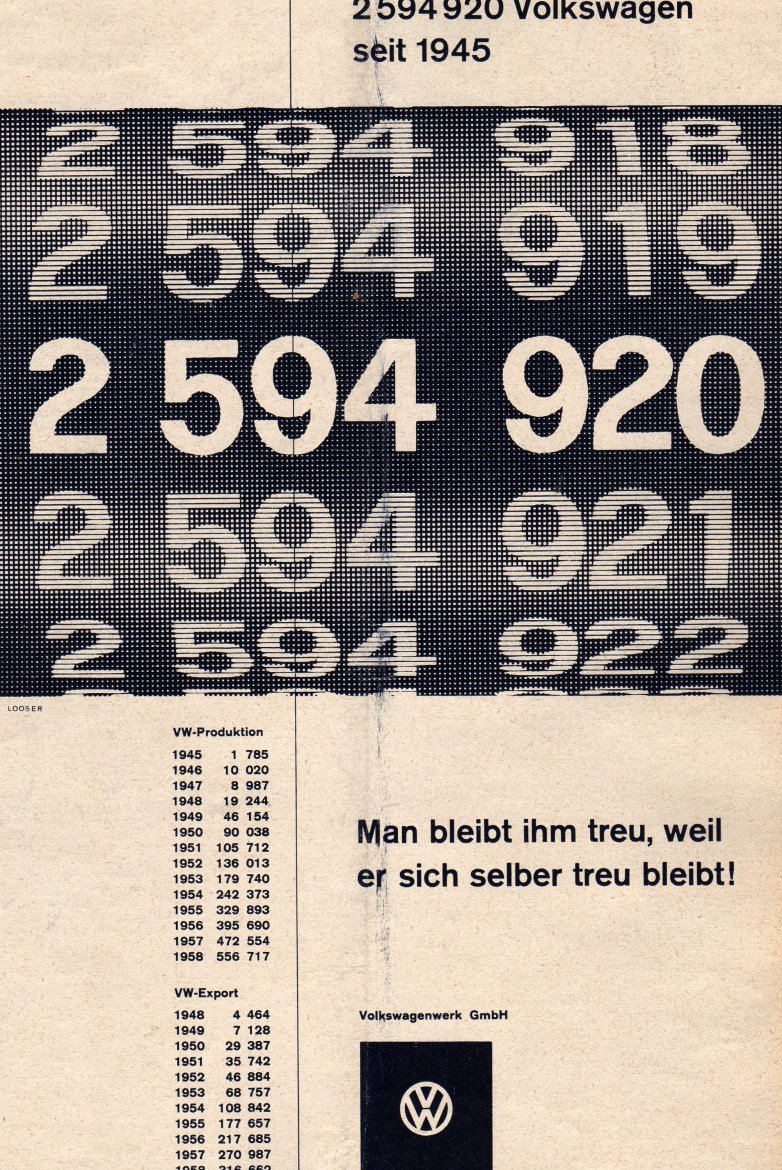 2 594 920 Volkswagen
seit 1945
2 594 918
2 594 919
2 594 920
2 594 921
2 594 922
LOOSER
VW-Produktion
1945 1 785
1946 10 020
1947 8 987
1948 19 244
1949 46 154
1950 90 038
1951 105 712
1952 136 013
1953 179 740
1954 242 373
1955 329 893
1956 395 690
1957 472 554
1958 556 717
VW-Export
1948 4 464
1949 7 128
1950 29 387
1951 35 742
1952 46 884
1953 68 757
1954 108 842
1955 177 657
1956 217 685
1957 270 987
1958 316 662
Man bleibt ihm treu, weil
er sich selber treu bleibt!
Volkswagenwerk GmbH
VW